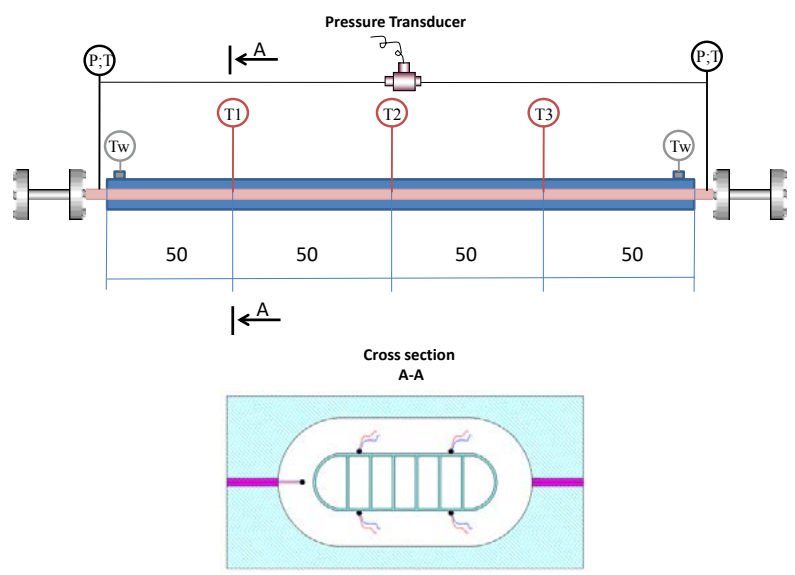 Pressure Transducer
A
P;T
P;T
T1
T2
T3
Tw
Tw
50
50
50
50
A
Cross section
A-A